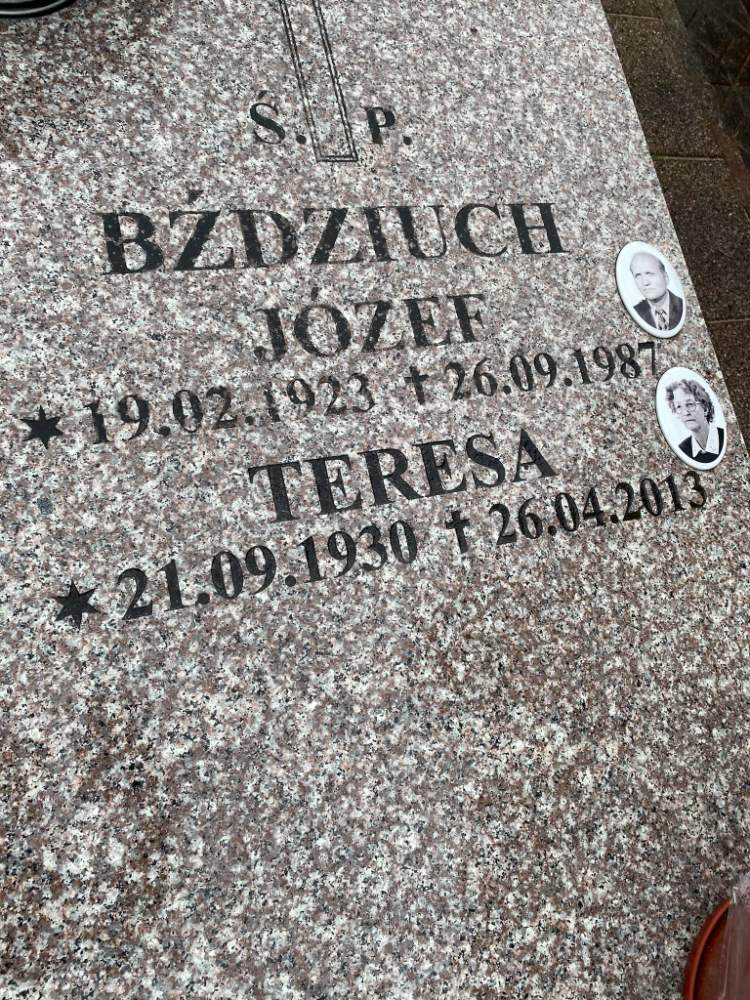 Ś. P.
BŹDZIUCH
JÓZEF
★ 19.02.1923 † 26.09.1987
TERESA
★ 21.09.1930 † 26.04.2013